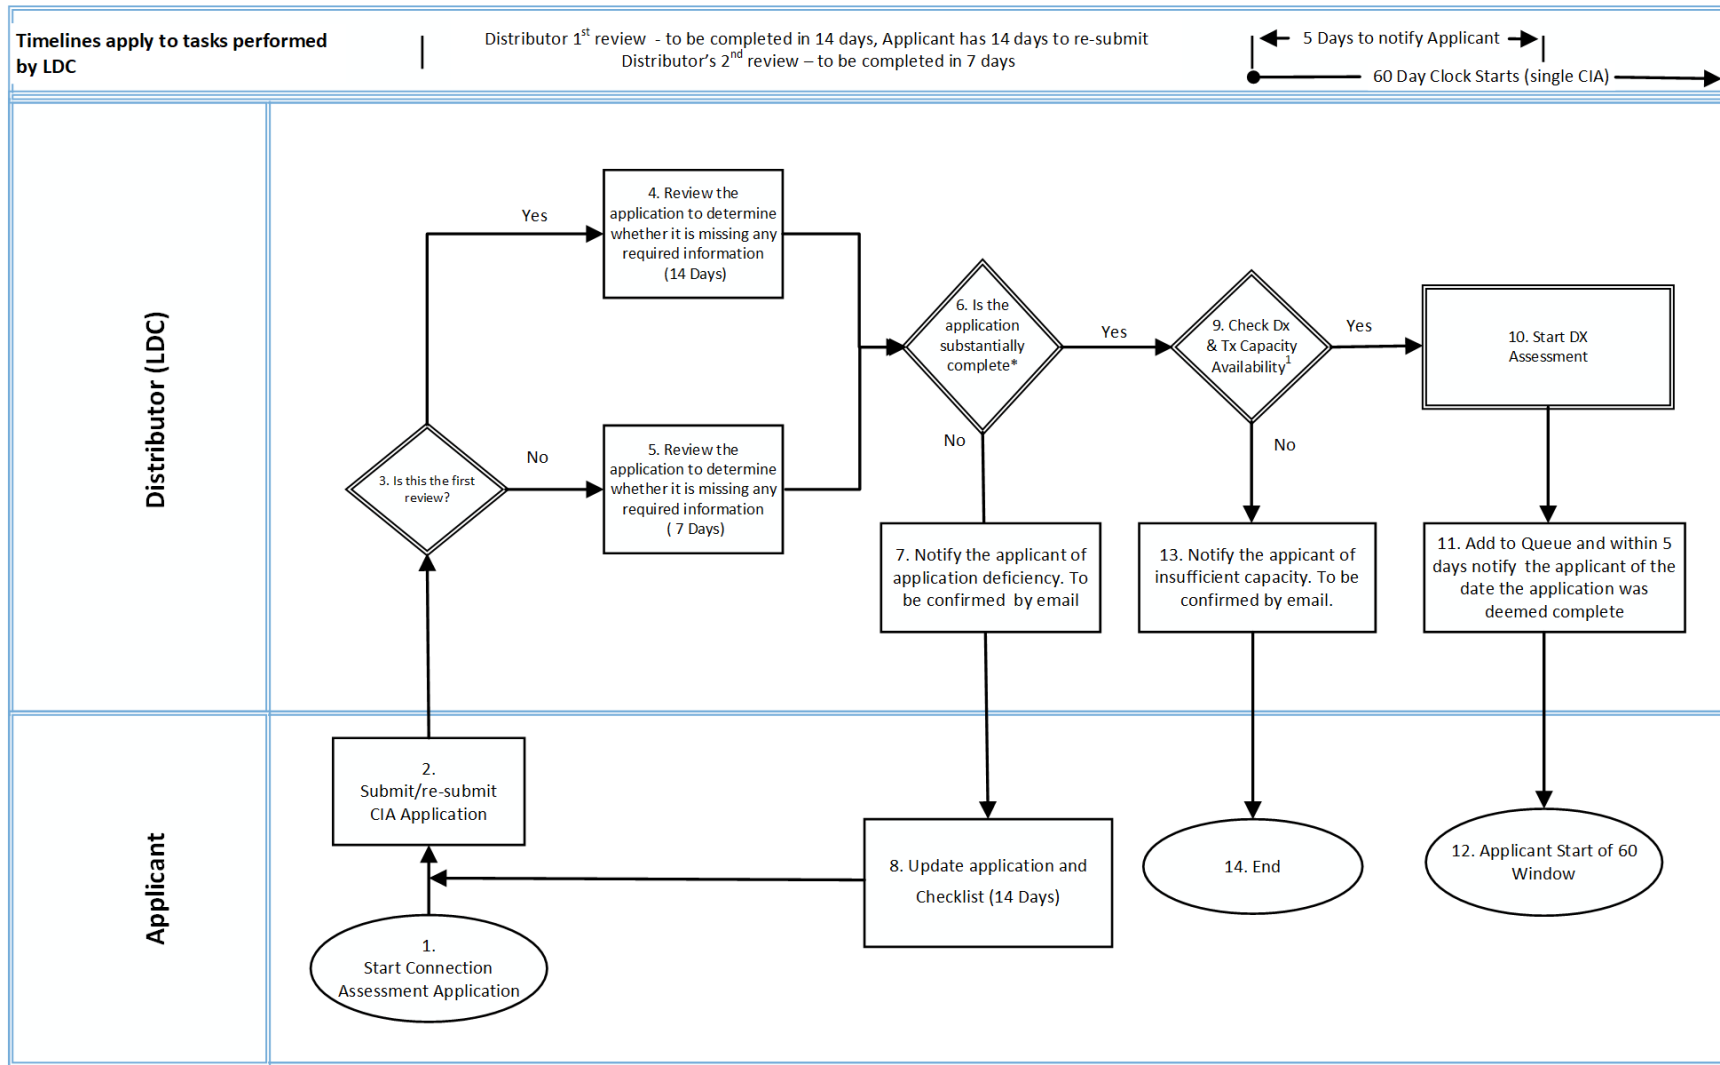 Timelines apply to tasks performed
by LDC
Distributor 1st review - to be completed in 14 days, Applicant has 14 days to re-submit
Distributor's 2nd review – to be completed in 7 days
5 Days to notify Applicant
60 Day Clock Starts (single CIA)
Distributor (LDC)
4. Review the
application to determine
whether it is missing any
required information
(14 Days)
Yes
3. Is this the first
review?
No
5. Review the
application to determine
whether it is missing any
required information
( 7 Days)
6. Is the
application
substantially
complete*
Yes
No
9. Check Dx
& Tx Capacity
Availability1
Yes
No
10. Start DX
Assessment
7. Notify the applicant of
application deficiency. To
be confirmed by email
13. Notify the appicant of
insufficient capacity. To be
confirmed by email.
11. Add to Queue and within 5
days notify the applicant of the
date the application was
deemed complete
Applicant
2.
Submit/re-submit
CIA Application
1.
Start Connection
Assessment Application
8. Update application and
Checklist (14 Days)
14. End
12. Applicant Start of 60
Window